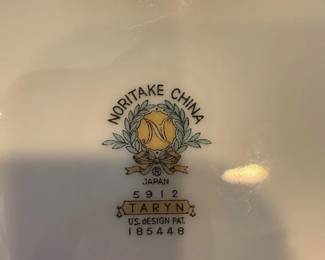 NORITAKE CHINA
N
®
JAPAN
5912
TARYN
U.S. DESIGN PAT.
185448